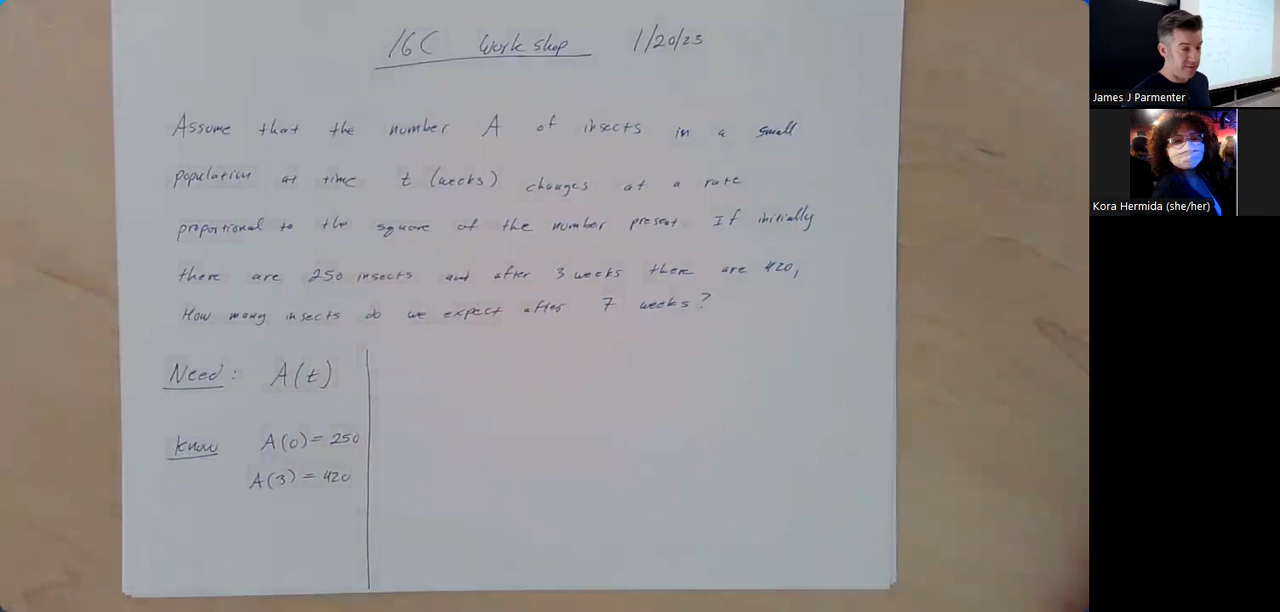 16C Workshop 1/20/23
Assume that the number A of insects in a small
population at time t (weeks) changes at a rate
proportional to the square of the number present. If initially
there are 250 insects and after 3 weeks there are 420,
How many insects do we expect after 7 weeks?
Need: A(t)
Know A(0) = 250
A(3) = 420
James J Parmenter
Kora Hermida (she/her)